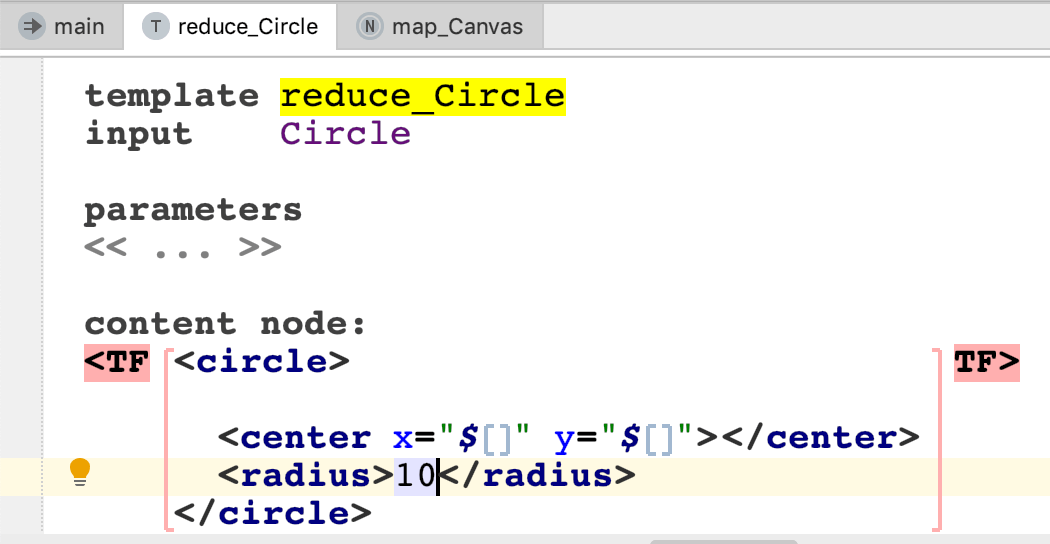 main reduce_Circle map_Canvas
template reduce_Circle
input Circle
parameters
<< ... >>
content node:
<TF [<circle> ] TF>
<center x="$[]" y="$[]"></center>
<radius>10</radius>
</circle>